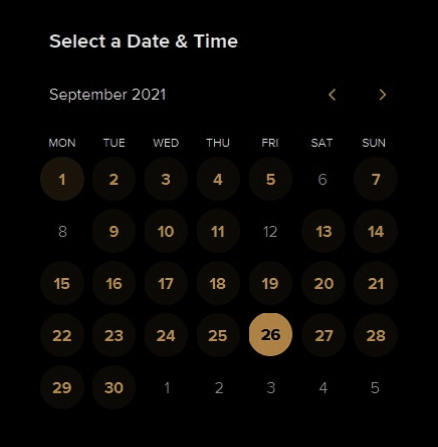 Select a Date & Time
September 2021
MON TUE WED THU FRI SAT SUN
1 2 3 4 5 6 7
8 9 10 11 12 13 14
15 16 17 18 19 20 21
22 23 24 25 26 27 28
29 30 1 2 3 4 5